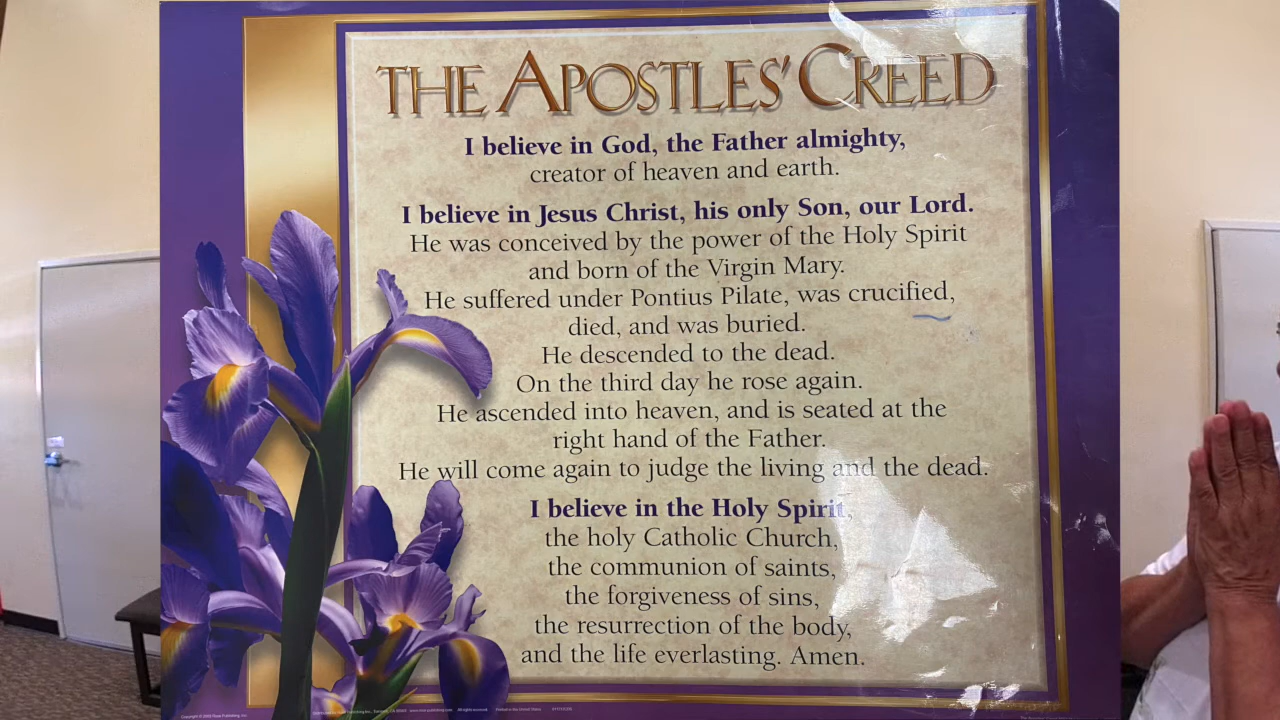 THE APOSTLES' CREED
I believe in God, the Father almighty,
creator of heaven and earth.
I believe in Jesus Christ, his only Son, our Lord.
He was conceived by the power of the Holy Spirit
and born of the Virgin Mary.
He suffered under Pontius Pilate, was crucified,
died, and was buried.
He descended to the dead.
On the third day he rose again.
He ascended into heaven, and is seated at the
right hand of the Father.
He will come again to judge the living and the dead.
I believe in the Holy Spirit,
the holy Catholic Church,
the communion of saints,
the forgiveness of sins,
the resurrection of the body,
and the life everlasting. Amen.